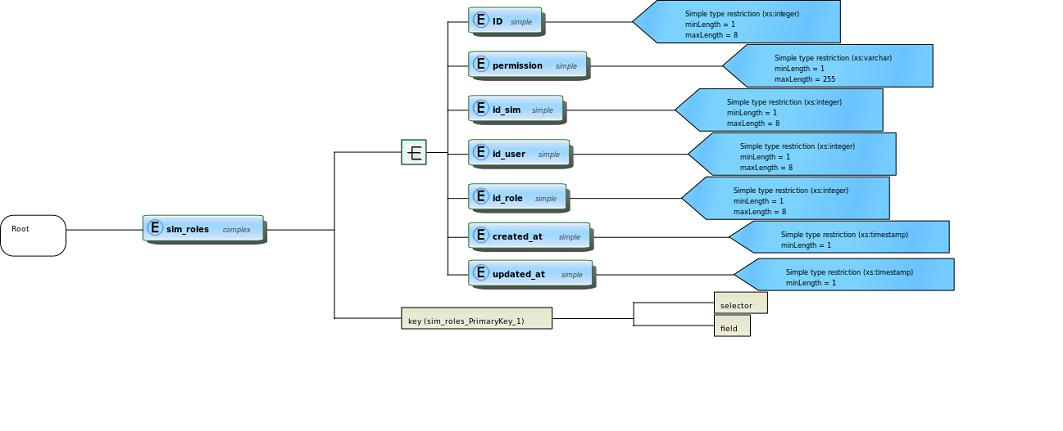 E ID simple
Simple type restriction (xs:integer)
minLength = 1
maxLength = 8
E permission simple
Simple type restriction (xs:varchar)
minLength = 1
maxLength = 255
E id_sim simple
Simple type restriction (xs:integer)
minLength = 1
maxLength = 8
E id_user simple
Simple type restriction (xs:integer)
minLength = 1
maxLength = 8
E id_role simple
Simple type restriction (xs:integer)
minLength = 1
maxLength = 8
Root
E sim_roles complex
E created_at simple
Simple type restriction (xs:timestamp)
minLength = 1
E updated_at simple
Simple type restriction (xs:timestamp)
minLength = 1
key (sim_roles_PrimaryKey_1)
selector
field